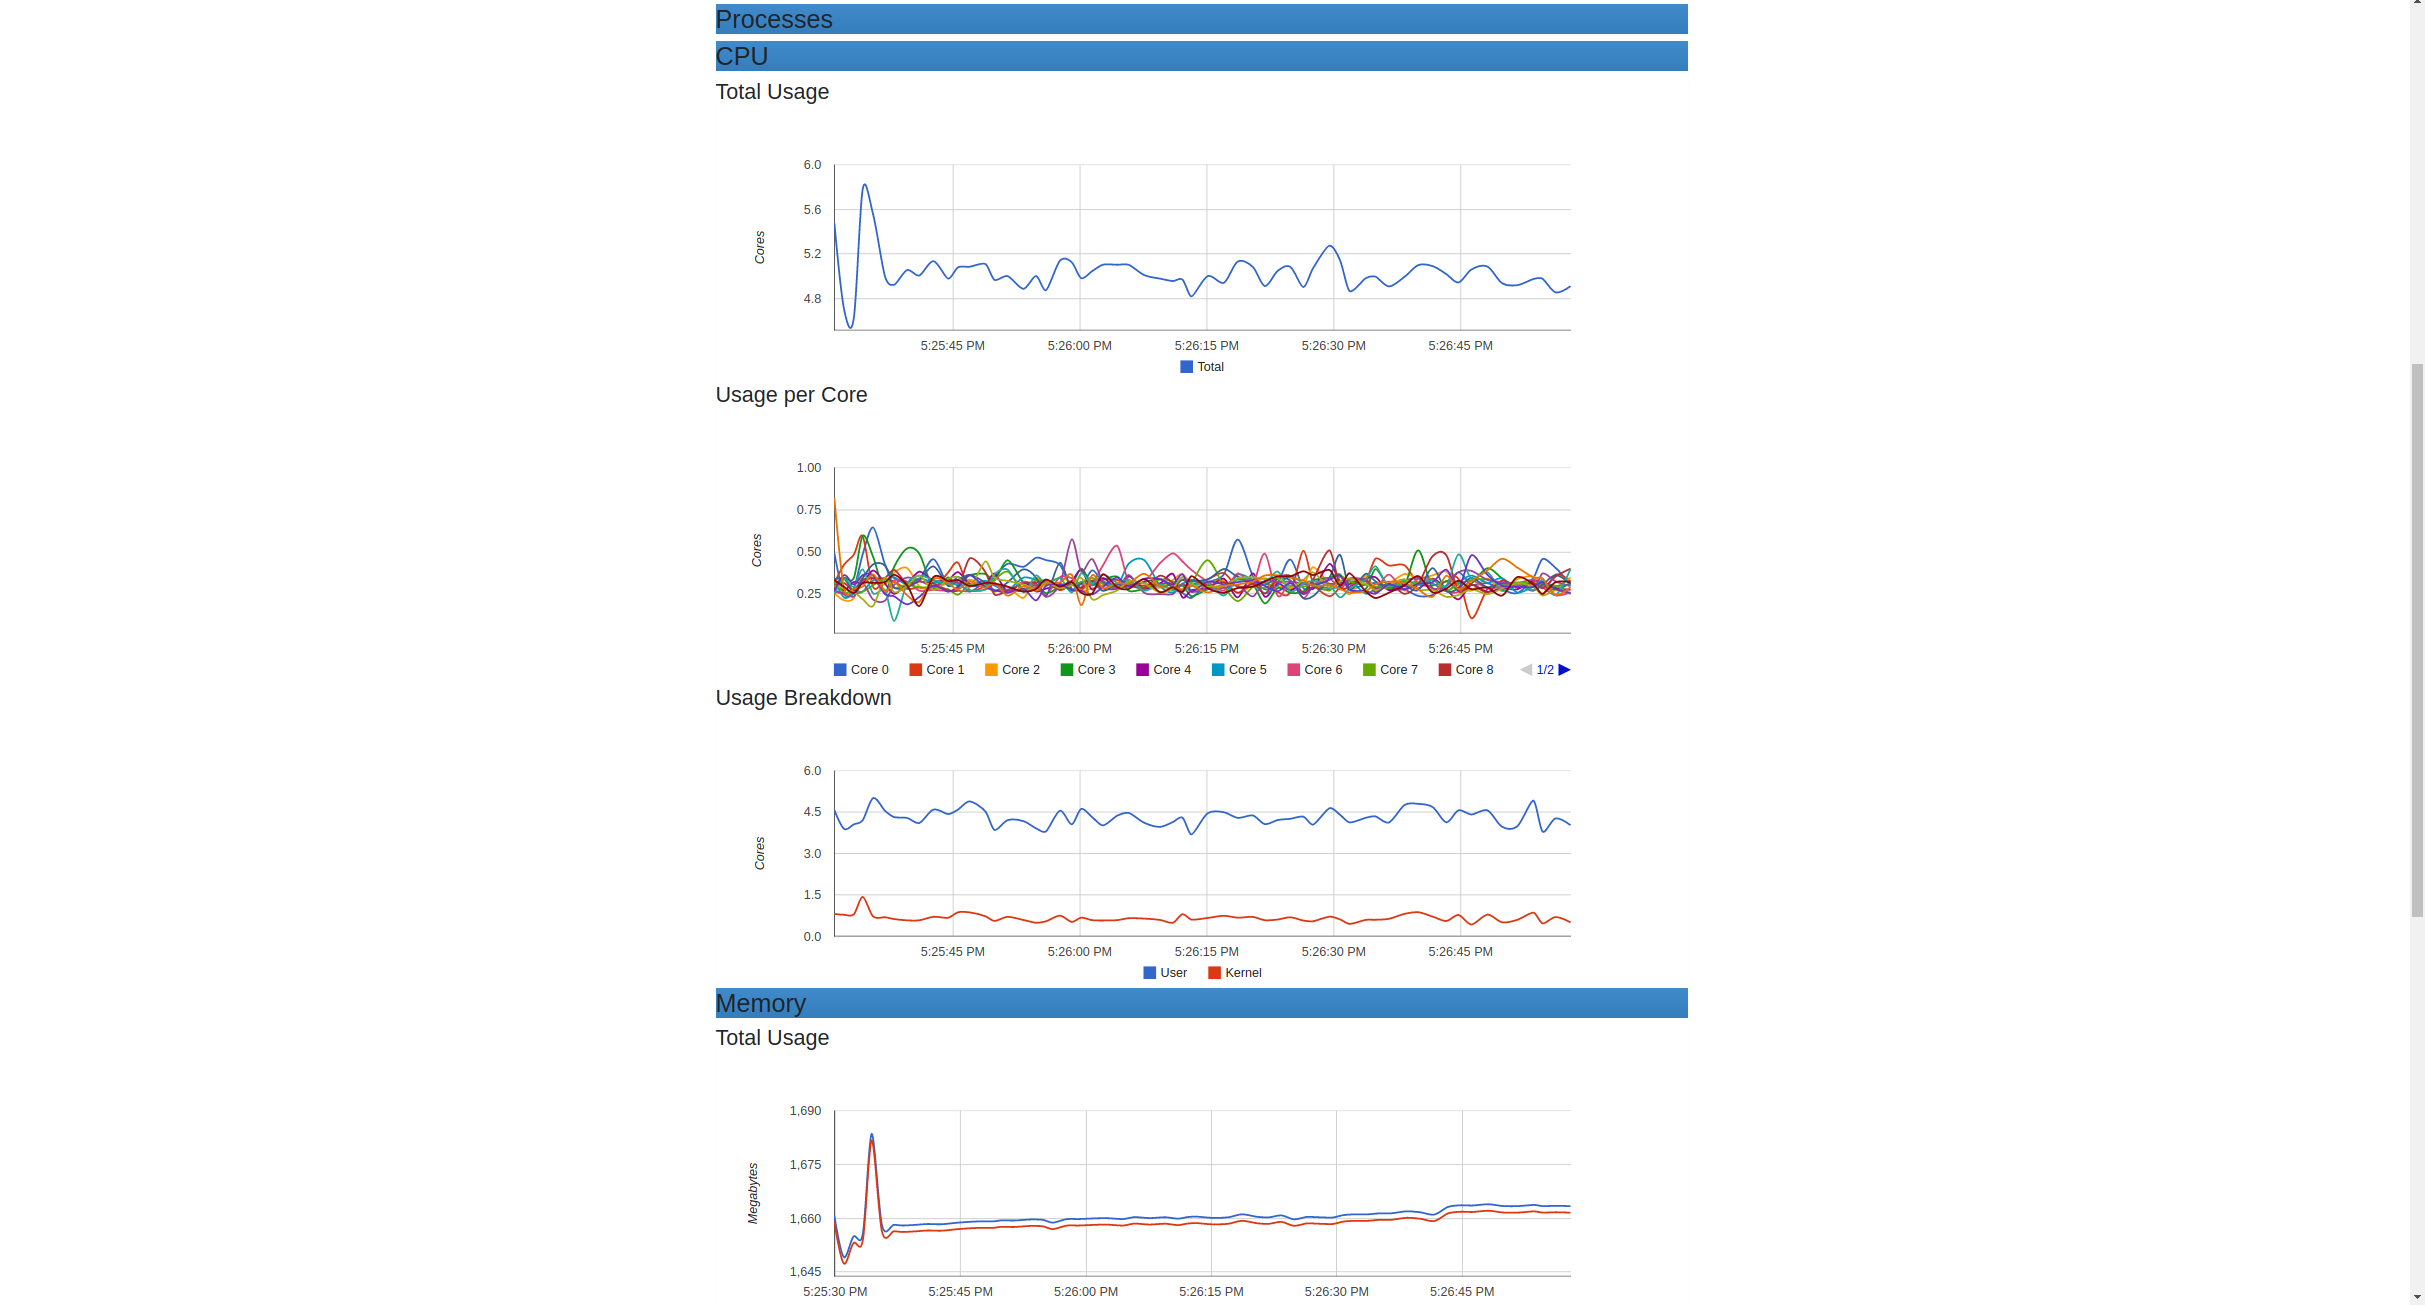 Processes
CPU
Total Usage
6.0
5.6
5.2
4.8
Cores
5:25:45 PM 5:26:00 PM 5:26:15 PM 5:26:30 PM 5:26:45 PM
Total
Usage per Core
1.00
0.75
0.50
0.25
Cores
5:25:45 PM 5:26:00 PM 5:26:15 PM 5:26:30 PM 5:26:45 PM
Core 0 Core 1 Core 2 Core 3 Core 4 Core 5 Core 6 Core 7 Core 8 1/2
Usage Breakdown
6.0
4.5
3.0
1.5
0.0
Cores
5:25:45 PM 5:26:00 PM 5:26:15 PM 5:26:30 PM 5:26:45 PM
User Kernel
Memory
Total Usage
1,690
1,675
1,660
1,645
Megabytes
5:25:30 PM 5:25:45 PM 5:26:00 PM 5:26:15 PM 5:26:30 PM 5:26:45 PM